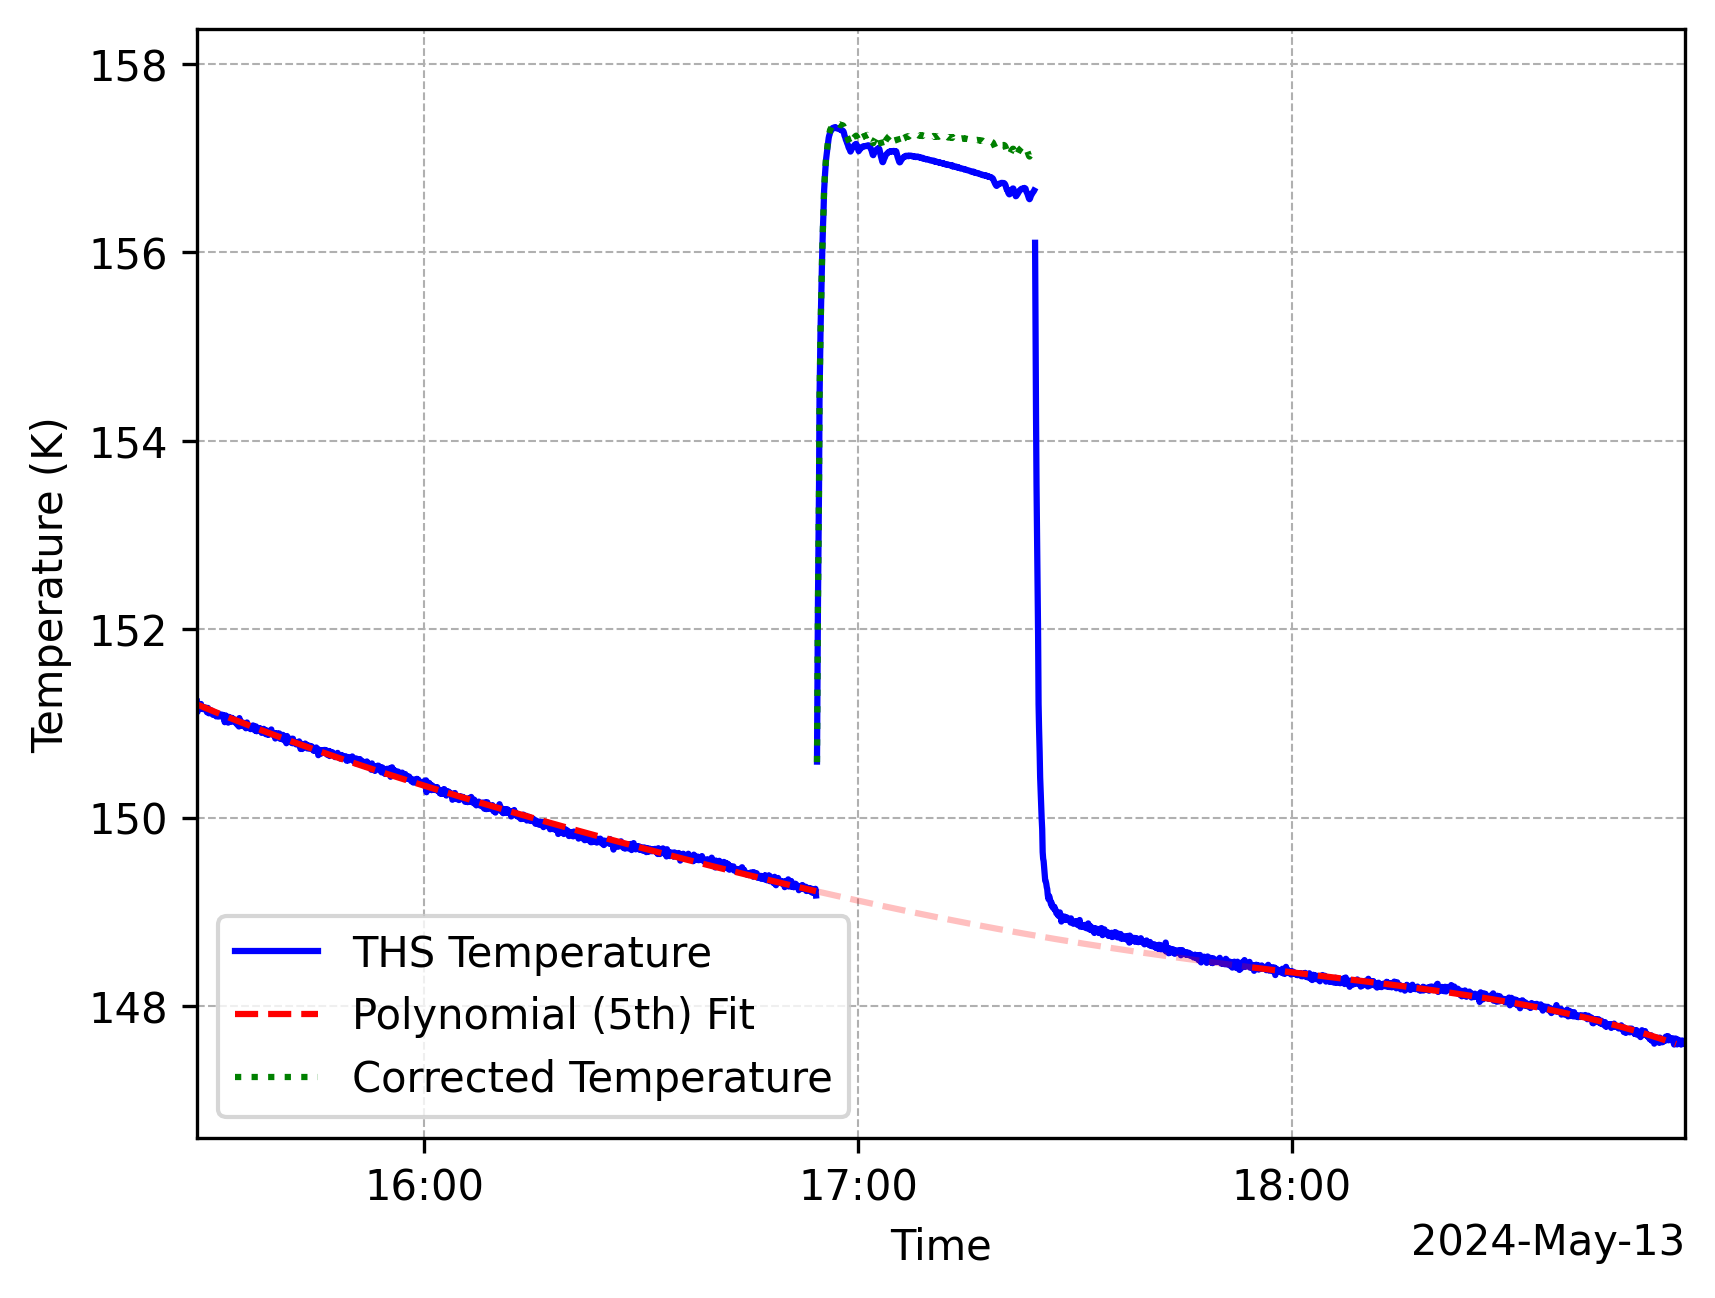 158
156
154
152
150
148
Temperature (K)
THS Temperature
Polynomial (5th) Fit
Corrected Temperature
16:00
17:00
18:00
Time
2024-May-13